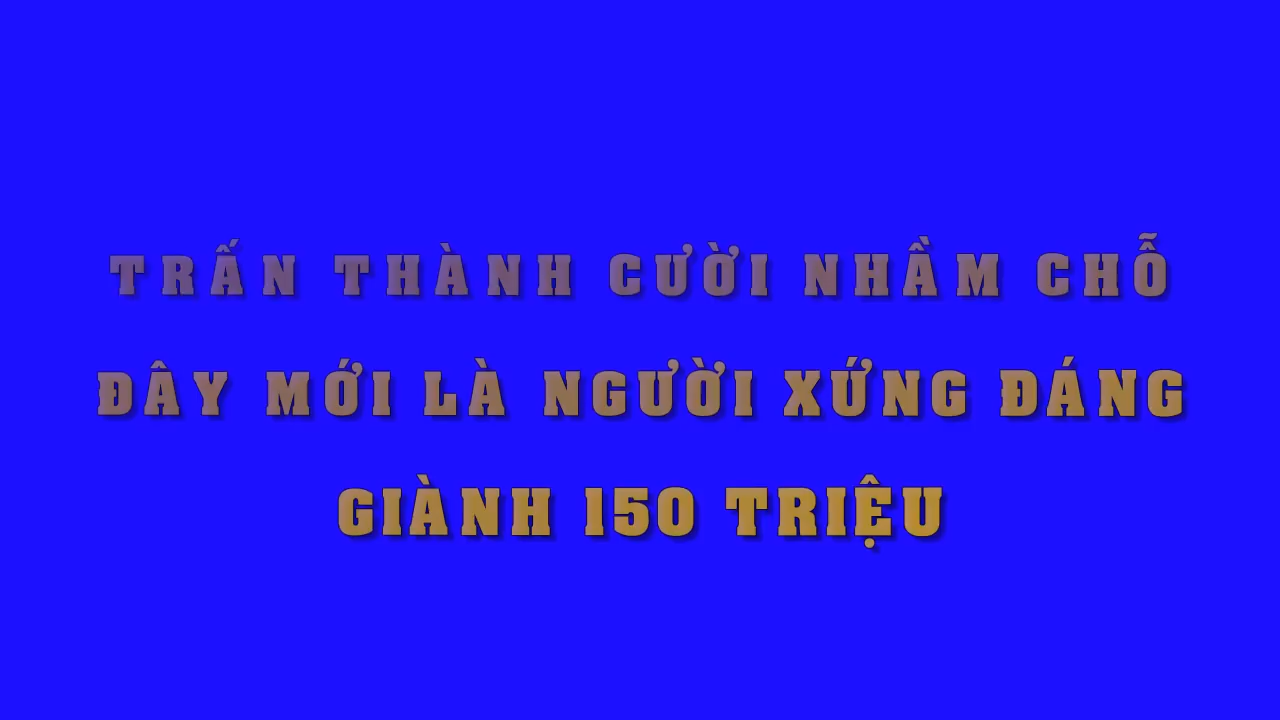 TRẤN THÀNH CƯỜI NHẦM CHỖ
ĐÂY MỚI LÀ NGƯỜI XỨNG ĐÁNG
GIÀNH 150 TRIỆU